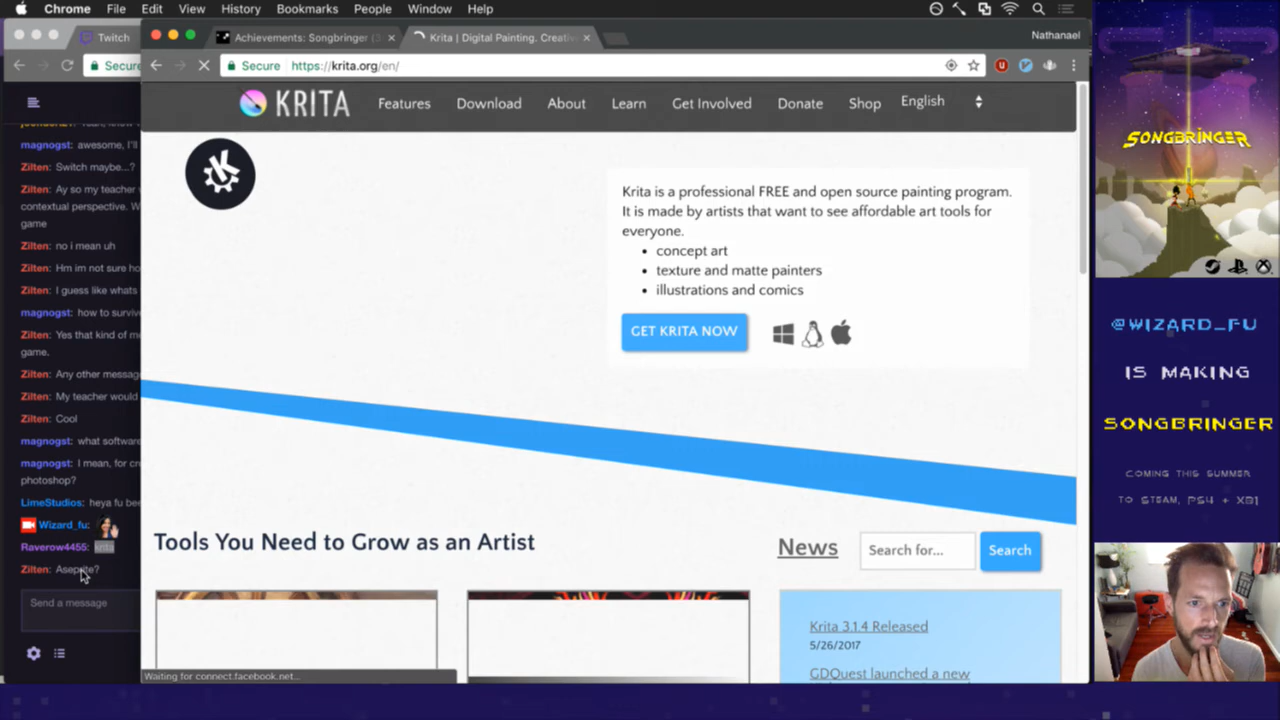 Chrome File Edit View History Bookmarks People Window Help
Twitch
Achievements: Songbringer (
Krita | Digital Painting. Creative
Nathanael
Secure
Secure https://krita.org/en/
KRITA Features Download About Learn Get Involved Donate Shop English
magnogst: awesome, I'll
Zilten: Switch maybe...?
Zilten: Ay so my teacher
contextual perspective. W
game
Zilten: no i mean uh
Zilten: Hm im not sure ho
Zilten: I guess like whats
magnogst: how to survive
Zilten: Yes that kind of m
game.
Zilten: Any other message
Zilten: My teacher would
Zilten: Cool
magnogst: what software
magnogst: I mean, for cr
photoshop?
LimeStudios: heya fu bee
Wizard_fu:
Raverow4455: krita
Zilten: Aseprite?
Send a message
Krita is a professional FREE and open source painting program.
It is made by artists that want to see affordable art tools for
everyone.
• concept art
• texture and matte painters
• illustrations and comics
GET KRITA NOW
Tools You Need to Grow as an Artist
News
Search for...
Search
Krita 3.1.4 Released
5/26/2017
GDQuest launched a new
Waiting for connect.facebook.net...
SONGBRINGER
@WIZARD_FU
IS MAKING
SONGBRINGER
COMING THIS SUMMER
TO STEAM, PS4 + XB1